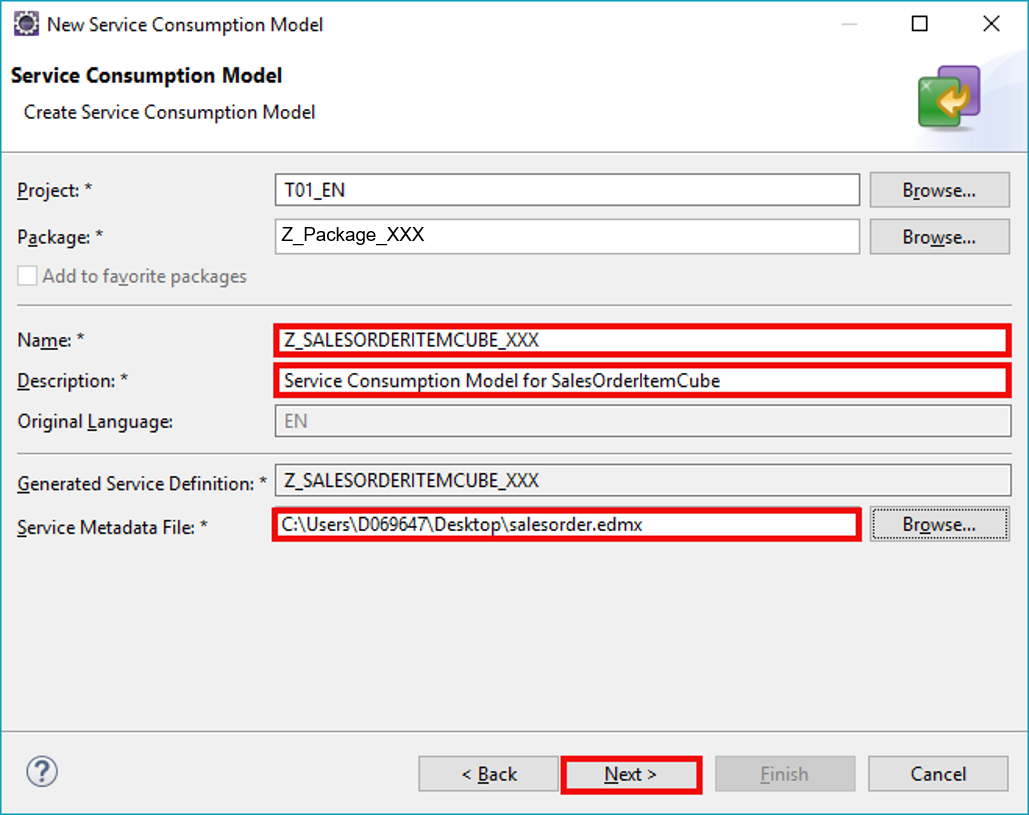 New Service Consumption Model
Service Consumption Model
Create Service Consumption Model
Project: * T01_EN Browse...
Package: * Z_Package_XXX Browse...
Add to favorite packages
Name: * Z_SALESORDERITEMCUBE_XXX
Description: * Service Consumption Model for SalesOrderItemCube
Original Language: EN
Generated Service Definition: * Z_SALESORDERITEMCUBE_XXX
Service Metadata File: * C:\Users\D069647\Desktop\salesorder.edmx Browse...
? < Back Next > Finish Cancel